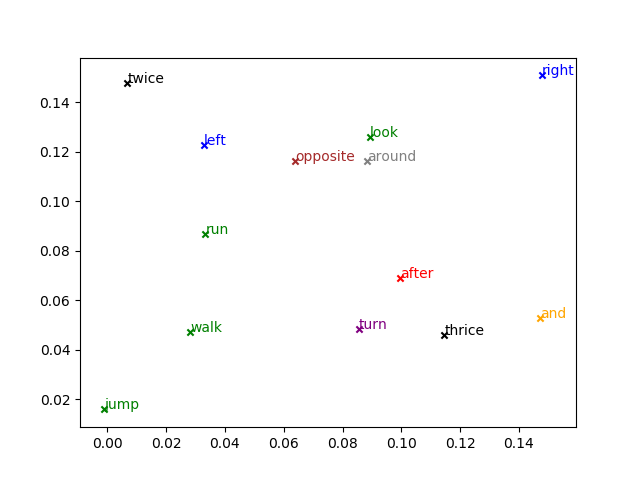 right
twice
look
left
opposite
around
run
after
and
turn
walk
thrice
jump
0.14
0.12
0.10
0.08
0.06
0.04
0.02
0.00 0.02 0.04 0.06 0.08 0.10 0.12 0.14